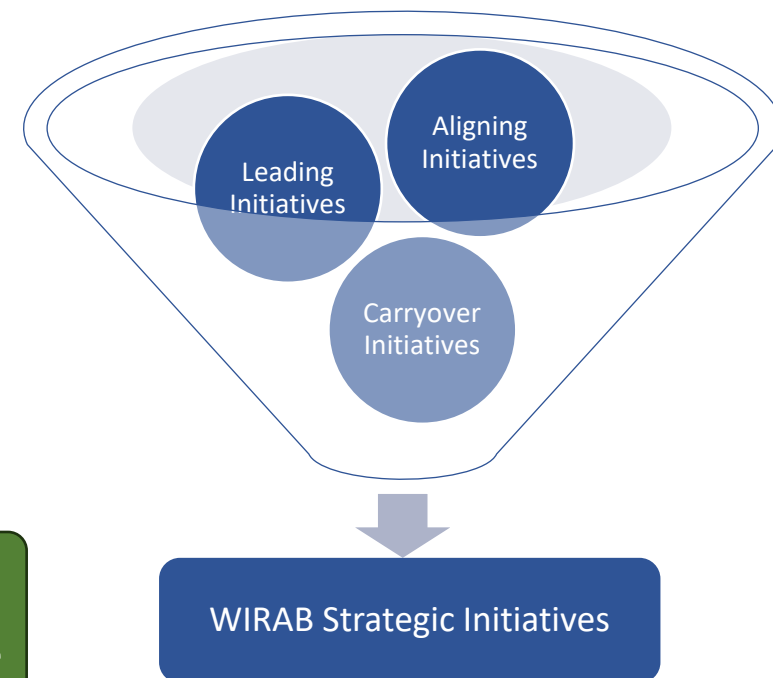 Aligning
Initiatives
Leading
Initiatives
Carryover
Initiatives
WIRAB Strategic Initiatives